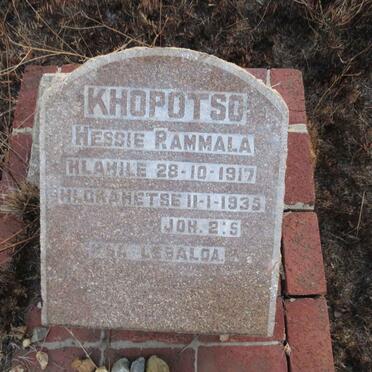 KHOPOTSO
HESSIE RAMMALA
HLAHILE 28-10-1917
HLOKAHETSE 11-1-1935
JOH. 2:5
LEBALOA.